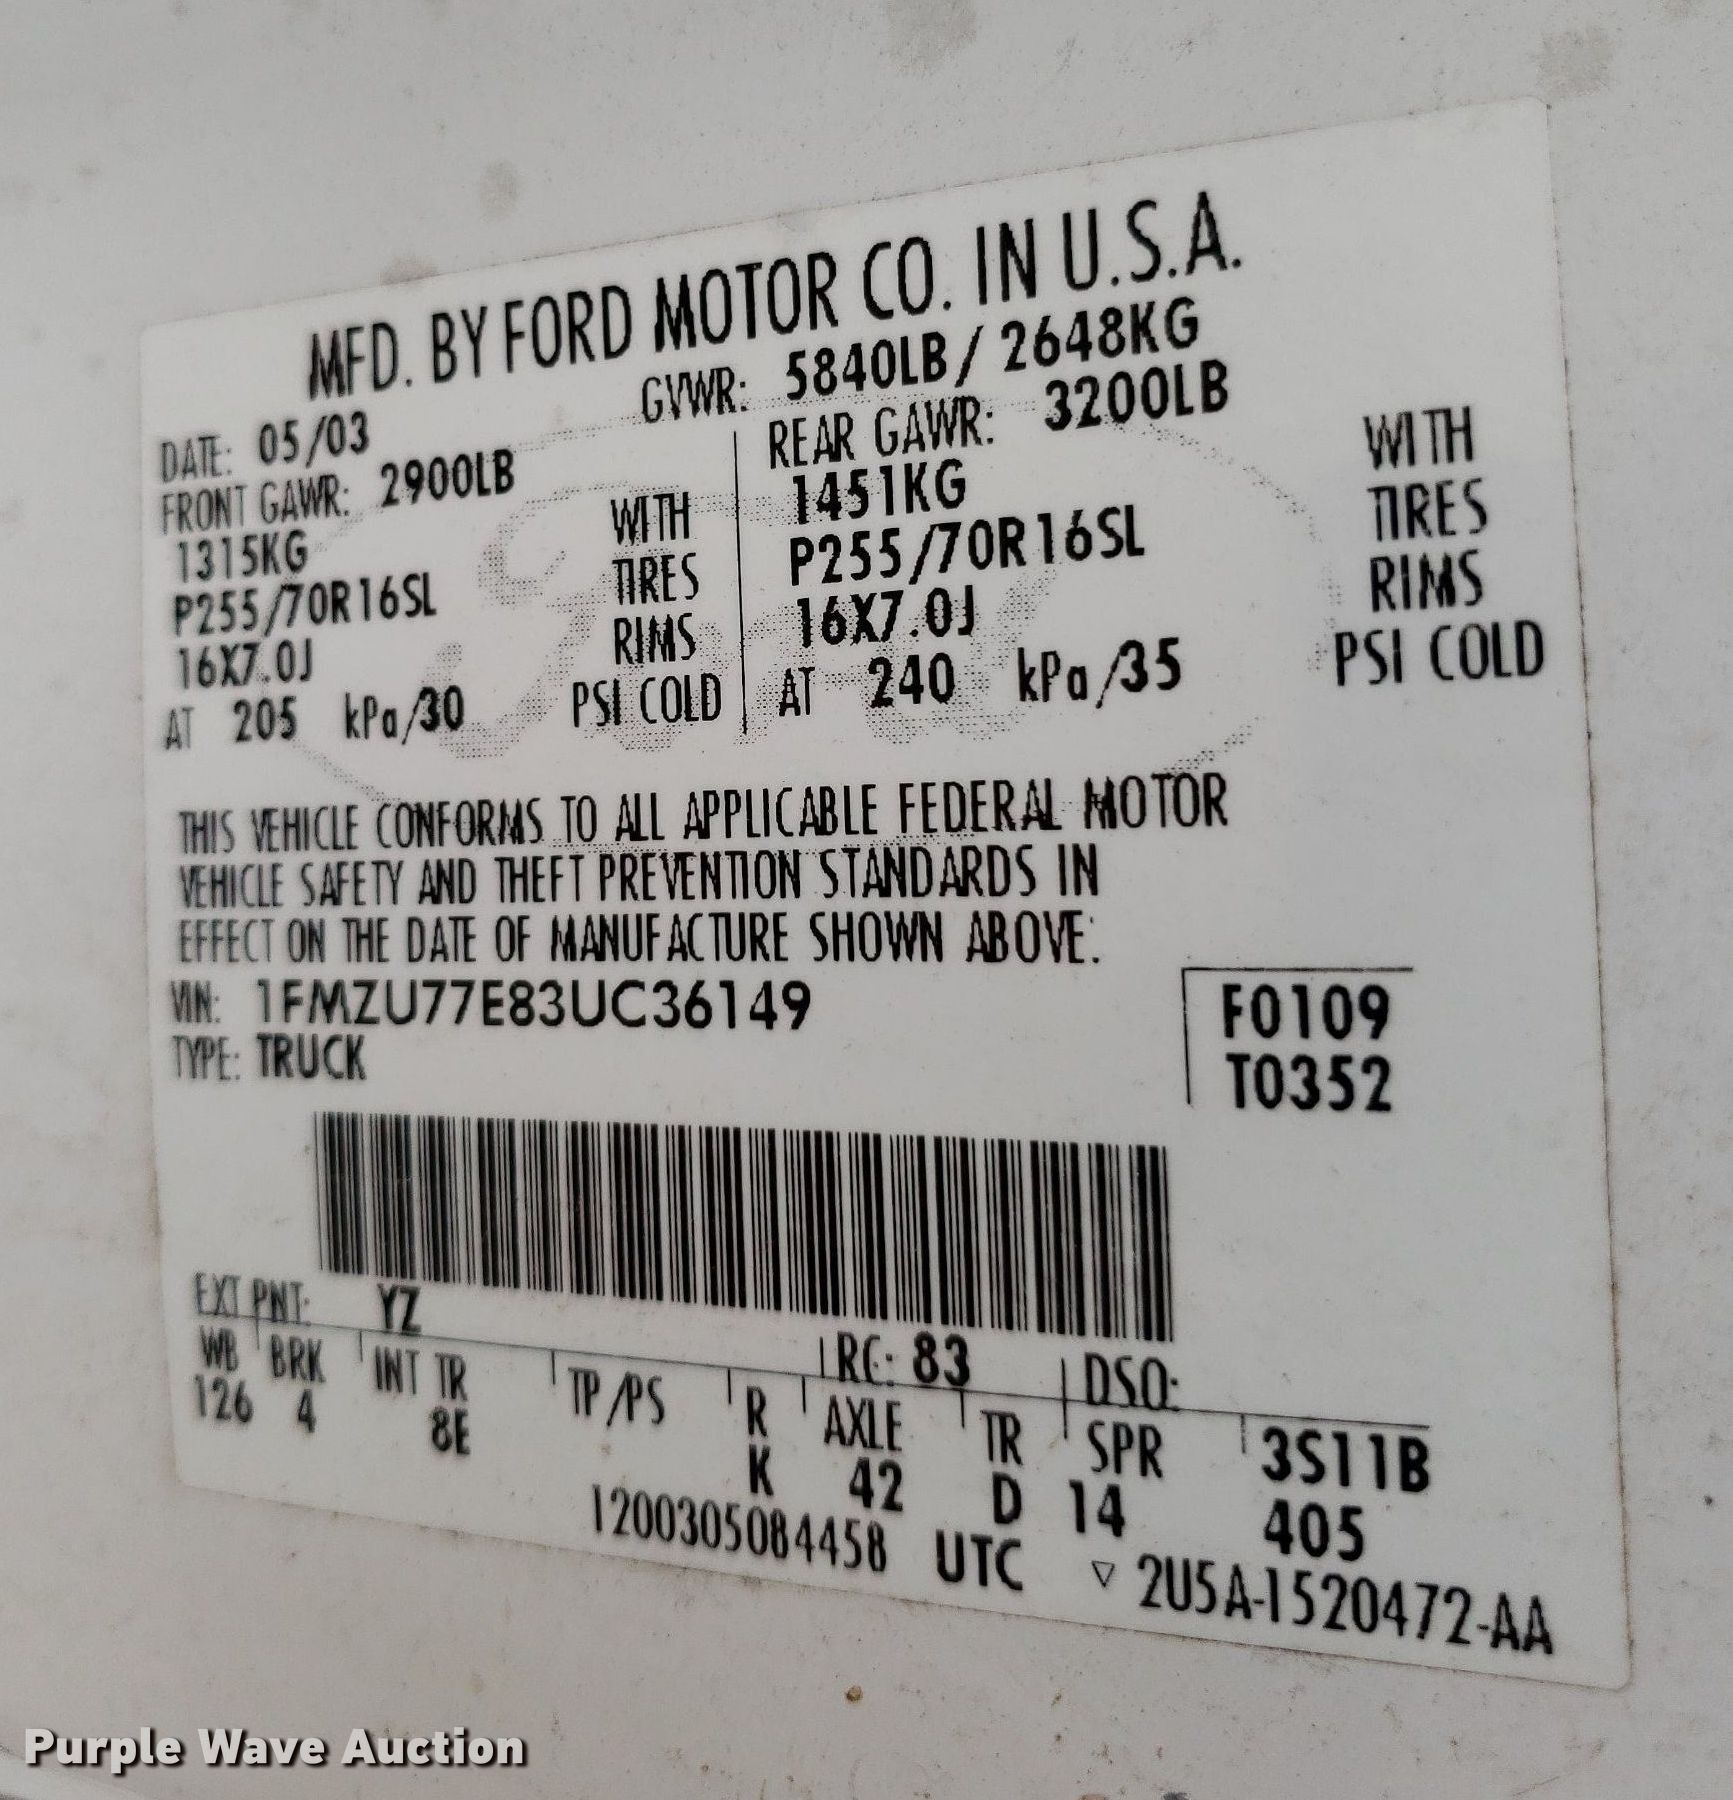 MFD. BY FORD MOTOR CO. IN U.S.A.
DATE: 05/03 GVWR: 5840LB/ 2648KG
FRONT GAWR: 2900LB REAR GAWR: 3200LB
1315KG WITH 1451KG WITH
P255/70R16SL TIRES P255/70R16SL TIRES
16X7.0J RIMS 16X7.0J RIMS
AT 205 kPa/30 PSI COLD AT 240 kPa/35 PSI COLD
THIS VEHICLE CONFORMS TO ALL APPLICABLE FEDERAL MOTOR
VEHICLE SAFETY AND THEFT PREVENTION STANDARDS IN
EFFECT ON THE DATE OF MANUFACTURE SHOWN ABOVE:
VIN: 1FMZU77E83UC36149
TYPE: TRUCK
F0109
T0352
EXT PNT: YZ RC: 83 DSO:
WB BRK INT TR TP/PS R AXLE TR SPR 3S11B
126 4 8E K 42 D 14 405
1200305084458 UTC ▽ 2U5A-1520472-AA
Purple Wave Auction